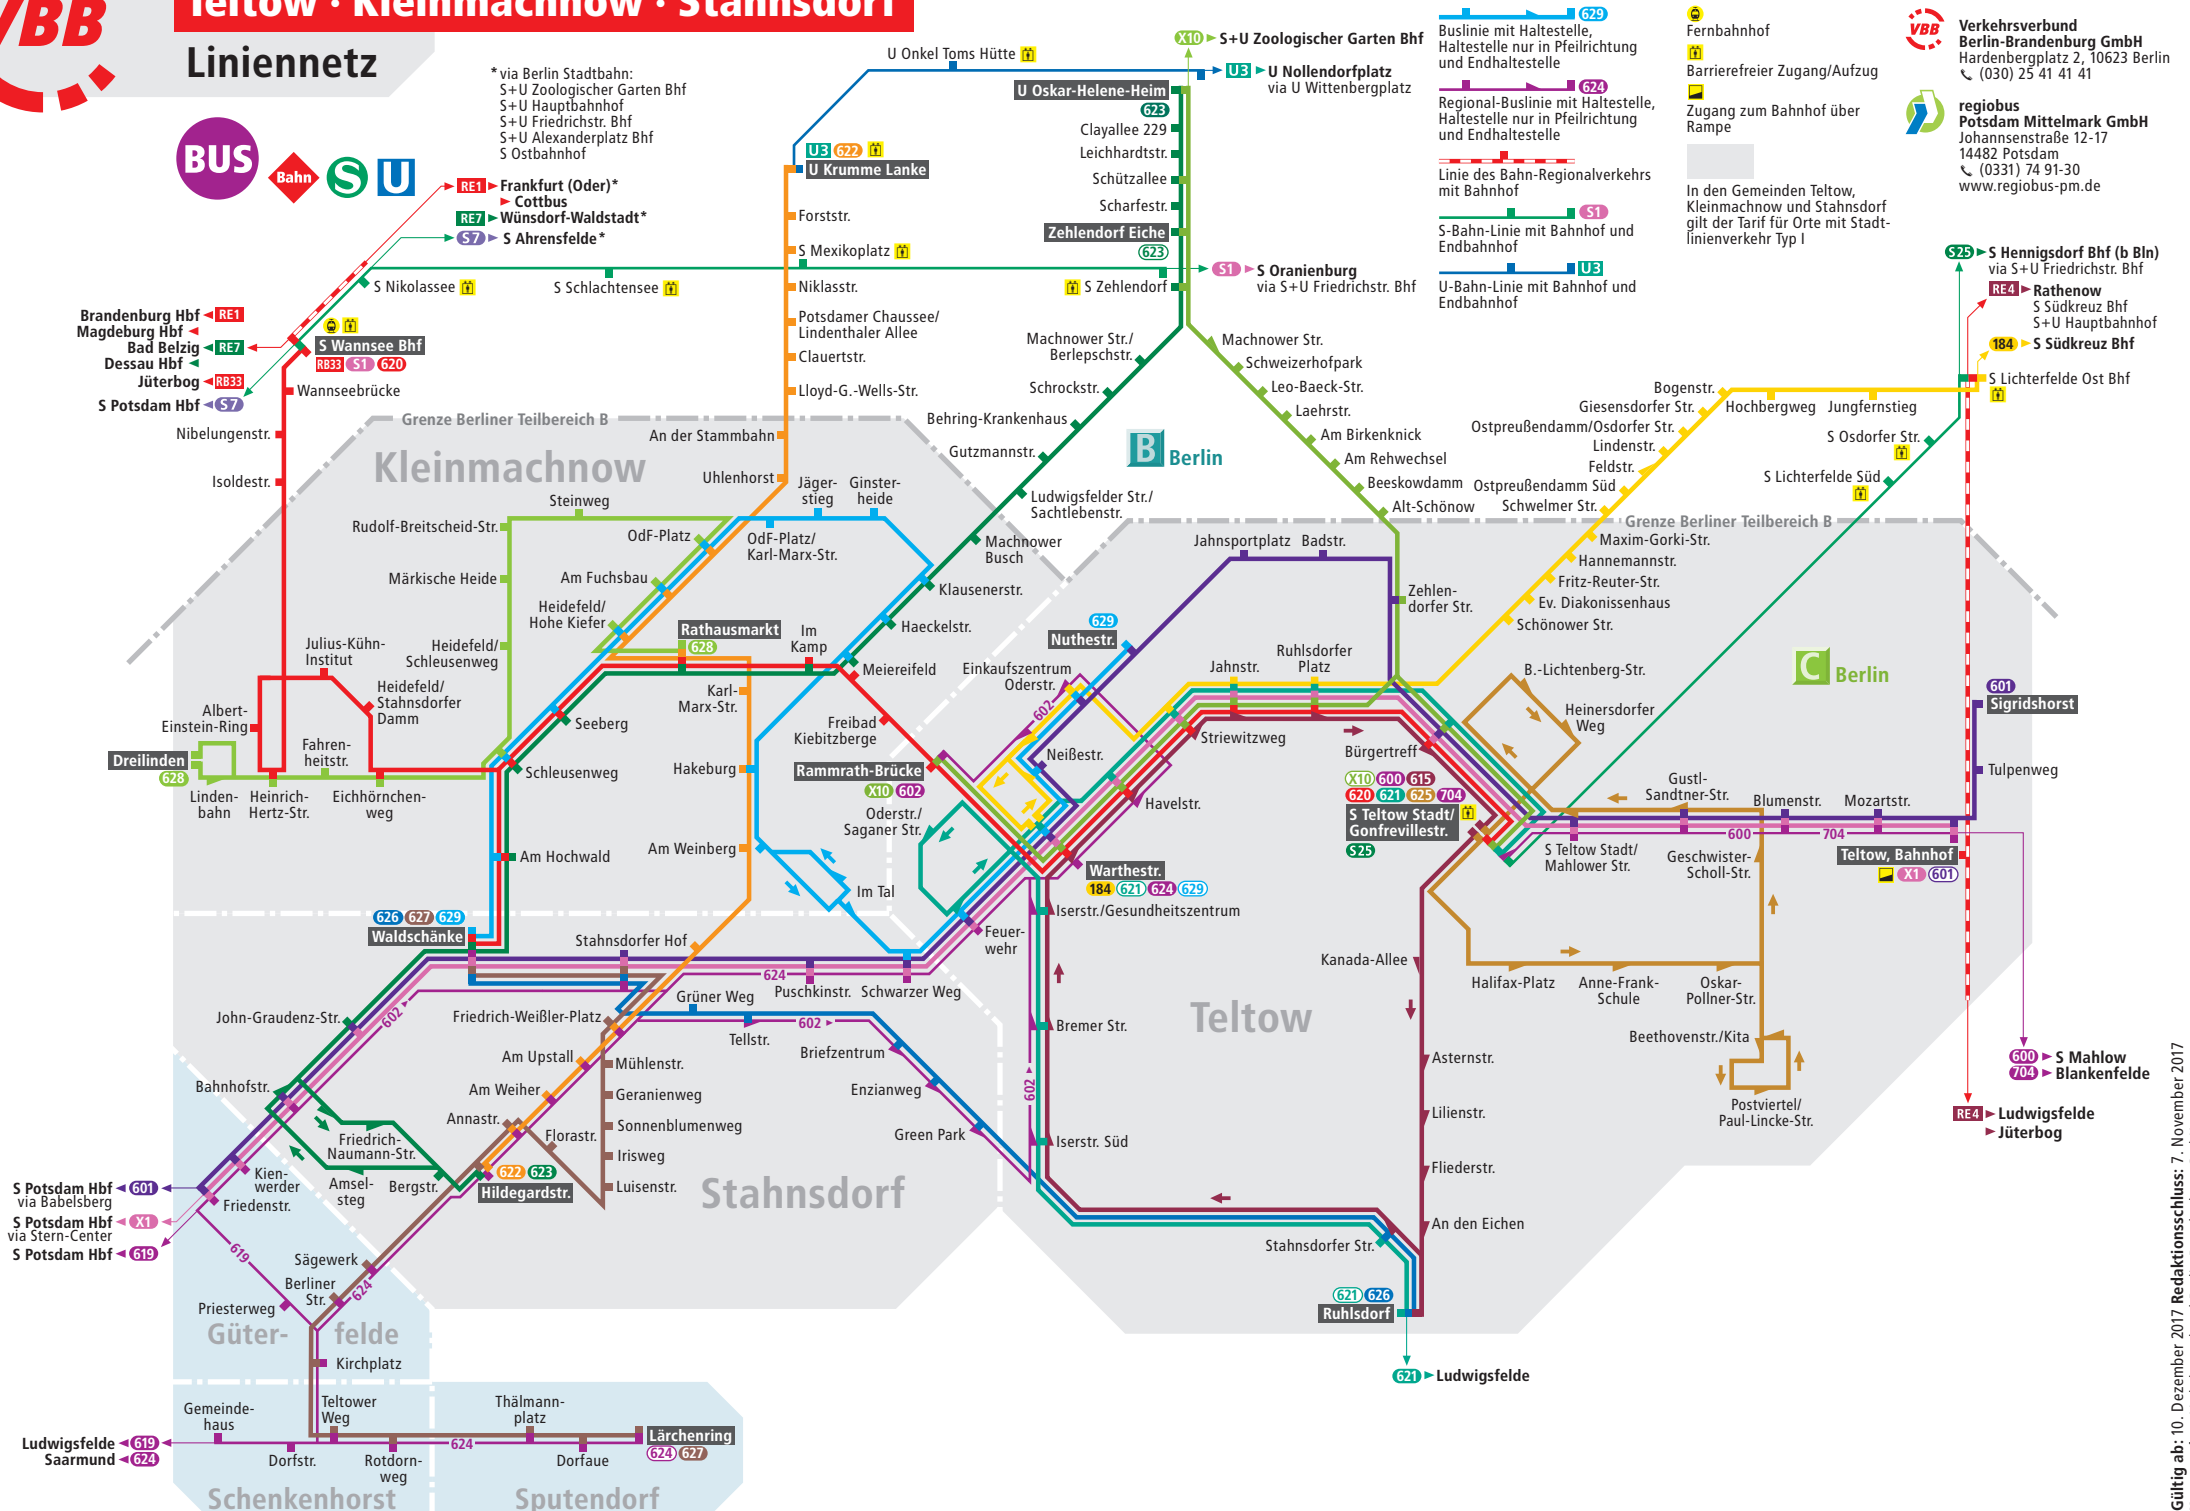 VBB
Teltow · Kleinmachnow · Stahnsdorf
Liniennetz
BUS
Bahn
S
U
* via Berlin Stadtbahn:
S+U Zoologischer Garten Bhf
S+U Hauptbahnhof
S+U Friedrichstr. Bhf
S+U Alexanderplatz Bhf
S Ostbahnhof
RE1 Frankfurt (Oder)*
Cottbus
RE7 Wünsdorf-Waldstadt*
S7 S Ahrensfelde*
U Onkel Toms Hütte
X10 S+U Zoologischer Garten Bhf
U3 U Nollendorfplatz
via U Wittenbergplatz
U Oskar-Helene-Heim
623
Clayallee 229
Leichhardtstr.
Schützallee
Scharfestr.
Zehlendorf Eiche
623
S1 S Oranienburg
via S+U Friedrichstr. Bhf
S Zehlendorf
U3 622
U Krumme Lanke
Forststr.
S Mexikoplatz
Niklasstr.
Potsdamer Chaussee/
Lindenthaler Allee
Clauertstr.
Lloyd-G.-Wells-Str.
An der Stammbahn
Uhlenhorst
629
Buslinie mit Haltestelle,
Haltestelle nur in Pfeilrichtung
und Endhaltestelle
624
Regional-Buslinie mit Haltestelle,
Haltestelle nur in Pfeilrichtung
und Endhaltestelle
Linie des Bahn-Regionalverkehrs
mit Bahnhof
S1
S-Bahn-Linie mit Bahnhof und
Endbahnhof
U3
U-Bahn-Linie mit Bahnhof und
Endbahnhof
Fernbahnhof
Barrierefreier Zugang/Aufzug
Zugang zum Bahnhof über
Rampe
In den Gemeinden Teltow,
Kleinmachnow und Stahnsdorf
gilt der Tarif für Orte mit Stadt-
linienverkehr Typ I
VBB
Verkehrsverbund
Berlin-Brandenburg GmbH
Hardenbergplatz 2, 10623 Berlin
(030) 25 41 41 41
regiobus
Potsdam Mittelmark GmbH
Johannsenstraße 12-17
14482 Potsdam
(0331) 74 91-30
www.regiobus-pm.de
S25 S Hennigsdorf Bhf (b Bln)
via S+U Friedrichstr. Bhf
RE4 Rathenow
S Südkreuz Bhf
S+U Hauptbahnhof
184 S Südkreuz Bhf
S Lichterfelde Ost Bhf
S Nikolassee
S Schlachtensee
Brandenburg Hbf RE1
Magdeburg Hbf
Bad Belzig RE7
Dessau Hbf
Jüterbog RB33
S Potsdam Hbf S7
S Wannsee Bhf
RB33 S1 620
Wannseebrücke
Nibelungenstr.
Isoldestr.
Grenze Berliner Teilbereich B
Kleinmachnow
Steinweg
Rudolf-Breitscheid-Str.
Märkische Heide
Heidefeld/
Schleusenweg
OdF-Platz
Am Fuchsbau
Heidefeld/
Hohe Kiefer
OdF-Platz/
Karl-Marx-Str.
Jäger-
stieg
Ginster-
heide
Machnower Str./
Berlepschstr.
Schrockstr.
Behring-Krankenhaus
Gutzmannstr.
Ludwigsfelder Str./
Sachtlebenstr.
Machnower
Busch
Klausenerstr.
Haeckelstr.
Meiereifeld
B Berlin
Machnower Str.
Schweizerhofpark
Leo-Baeck-Str.
Laehrstr.
Am Birkenknick
Am Rehwechsel
Beeskowdamm
Alt-Schönow
Bogenstr.
Hochbergweg
Jungfernstieg
Giesensdorfer Str.
Ostpreußendamm/Osdorfer Str.
Lindenstr.
Feldstr.
Ostpreußendamm Süd
Schwelmer Str.
S Osdorfer Str.
S Lichterfelde Süd
Grenze Berliner Teilbereich B
Maxim-Gorki-Str.
Hannemannstr.
Fritz-Reuter-Str.
Ev. Diakonissenhaus
Schönower Str.
Jahnsportplatz
Badstr.
Zehlen-
dorfer Str.
Rathausmarkt
628
Im
Kamp
Julius-Kühn-
Institut
Heidefeld/
Stahnsdorfer
Damm
Albert-
Einstein-Ring
Dreilinden
628
Linden-
bahn
Heinrich-
Hertz-Str.
Fahren-
heitstr.
Eichhörnchen-
weg
Seeberg
Schleusenweg
Am Hochwald
Karl-
Marx-Str.
Hakeburg
Am Weinberg
Im Tal
Freibad
Kiebitzberge
Rammrath-Brücke
X10 602
Oderstr./
Saganer Str.
629
Nuthestr.
Einkaufszentrum
Oderstr.
602
Neißestr.
Jahnstr.
Ruhlsdorfer
Platz
Striewitzweg
Havelstr.
Warthestr.
184 621 624 629
Bürgertreff
X10 600 615
620 621 625 704
S Teltow Stadt/
Gonfrevillestr.
S25
B.-Lichtenberg-Str.
Heinersdorfer
Weg
C Berlin
601
Sigridshorst
Tulpenweg
Gustl-
Sandtner-Str.
Blumenstr.
Mozartstr.
600
704
S Teltow Stadt/
Mahlower Str.
Geschwister-
Scholl-Str.
Teltow, Bahnhof
X1 601
626 627 629
Waldschänke
Stahnsdorfer Hof
624
Puschkinstr.
Schwarzer Weg
Feuer-
wehr
Iserstr./Gesundheitszentrum
Kanada-Allee
Halifax-Platz
Anne-Frank-
Schule
Oskar-
Pollner-Str.
Beethovenstr./Kita
Postviertel/
Paul-Lincke-Str.
Teltow
John-Graudenz-Str.
602
Friedrich-Weißler-Platz
Grüner Weg
Tellstr.
602
Briefzentrum
Enzianweg
Green Park
602
Bremer Str.
Iserstr. Süd
Asternstr.
Lilienstr.
Fliederstr.
An den Eichen
600 S Mahlow
704 Blankenfelde
RE4 Ludwigsfelde
Jüterbog
Bahnhofstr.
Am Upstall
Am Weiher
Annastr.
Mühlenstr.
Geranienweg
Sonnenblumenweg
Irisweg
Luisenstr.
Florastr.
Friedrich-
Naumann-Str.
Amsel-
steg
Bergstr.
622 623
Hildegardstr.
Stahnsdorf
Kien-
werder
Friedenstr.
S Potsdam Hbf 601
via Babelsberg
S Potsdam Hbf X1
via Stern-Center
S Potsdam Hbf 619
619
Sägewerk
Berliner
Str.
624
Priesterweg
Güter-
felde
Kirchplatz
Stahnsdorfer Str.
621 626
Ruhlsdorf
621 Ludwigsfelde
Gemeinde-
haus
Teltower
Weg
Thälmann-
platz
Lärchenring
624 627
Ludwigsfelde 619
Saarmund 624
Dorfstr.
Rotdorn-
weg
624
Dorfaue
Schenkenhorst
Sputendorf
Gültig ab: 10. Dezember 2017 Redaktionsschluss: 7. November 2017